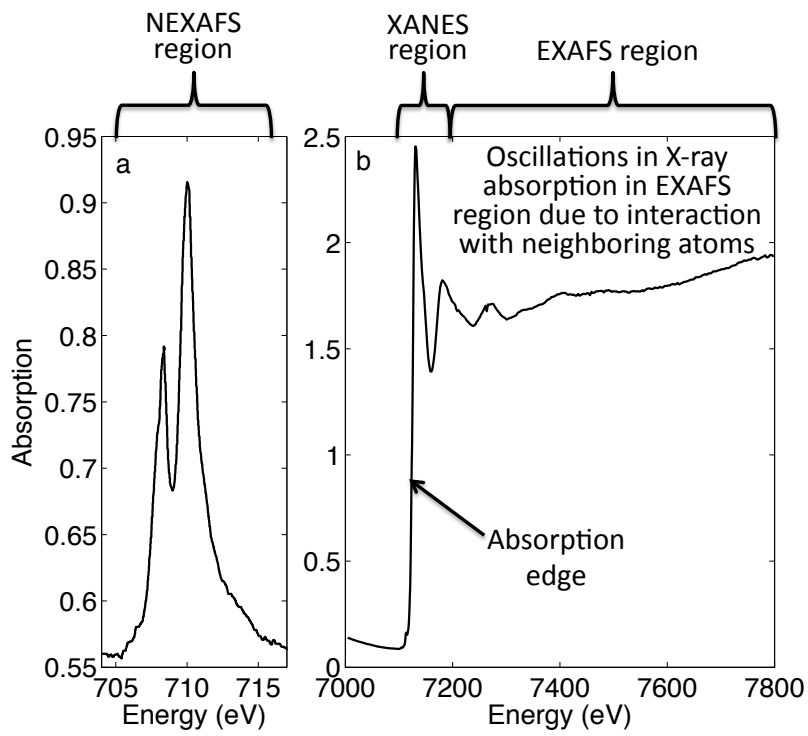 NEXAFS
region
XANES
region
EXAFS region
a
0.95
0.9
0.85
0.8
0.75
0.7
0.65
0.6
0.55
Absorption
705
710
715
Energy (eV)
b
Oscillations in X-ray
absorption in EXAFS
region due to interaction
with neighboring atoms
2.5
2
1.5
1
0.5
0
Absorption
edge
7000
7200
7400
7600
7800
Energy (eV)